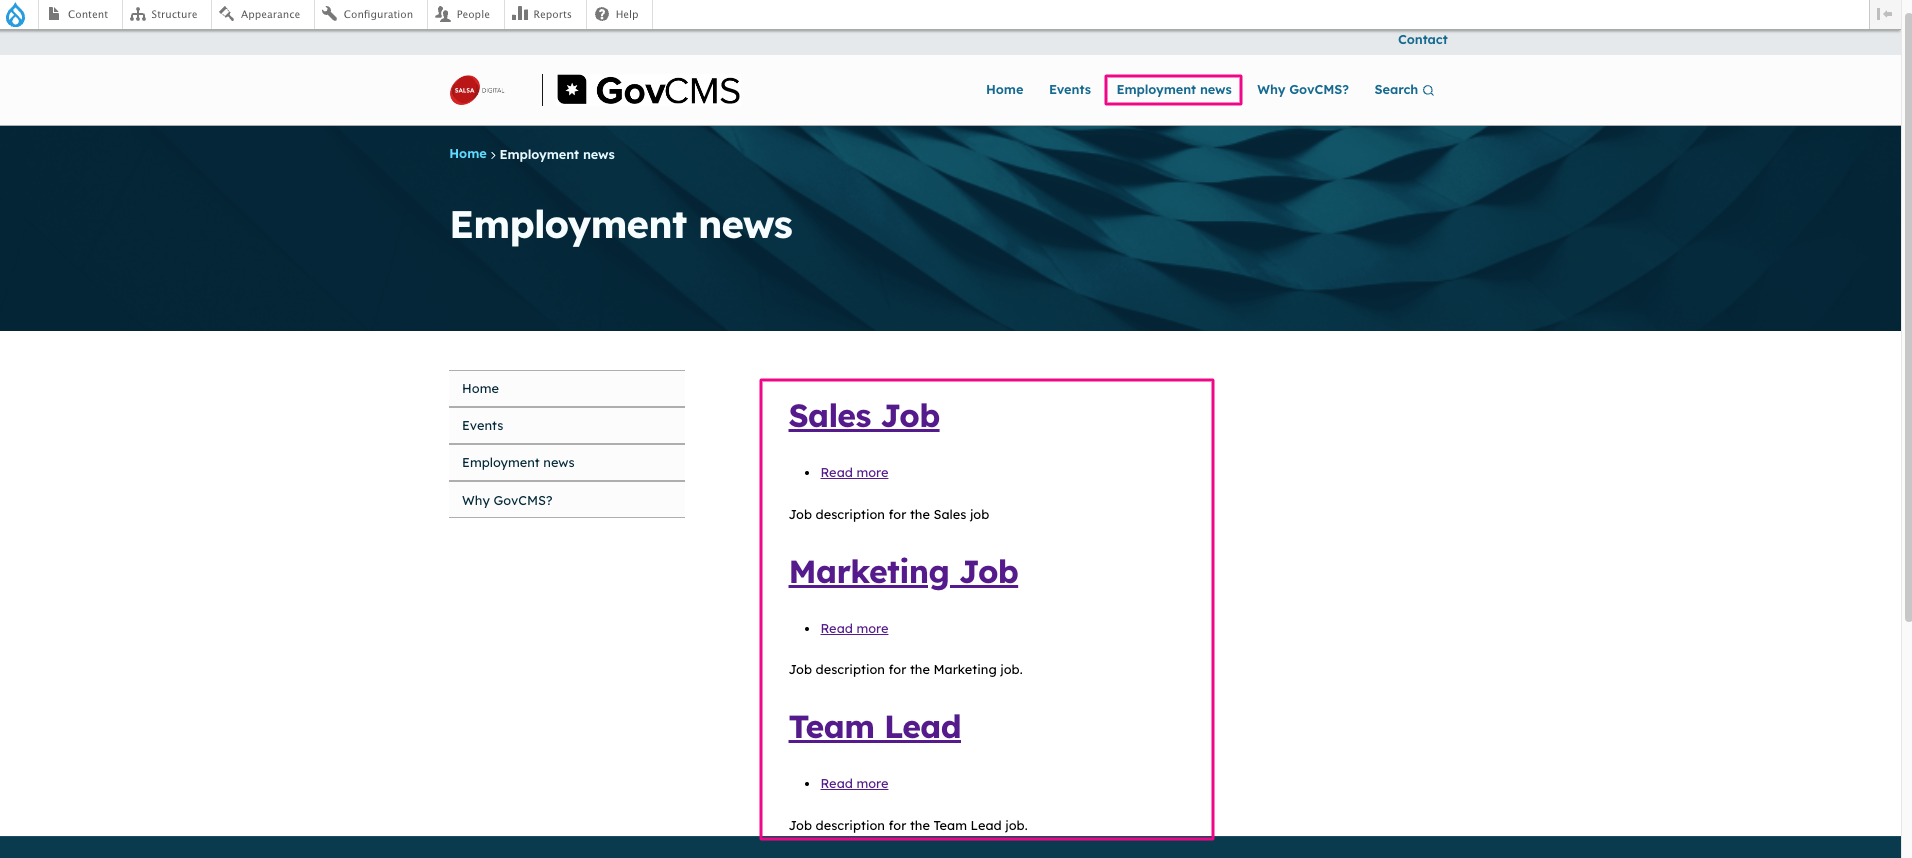 Content Structure Appearance Configuration People Reports Help
Contact
SALSA DIGITAL GovCMS Home Events Employment news Why GovCMS? Search
Home > Employment news
Employment news
Home
Events
Employment news
Why GovCMS?
Sales Job
• Read more
Job description for the Sales job
Marketing Job
• Read more
Job description for the Marketing job.
Team Lead
• Read more
Job description for the Team Lead job.